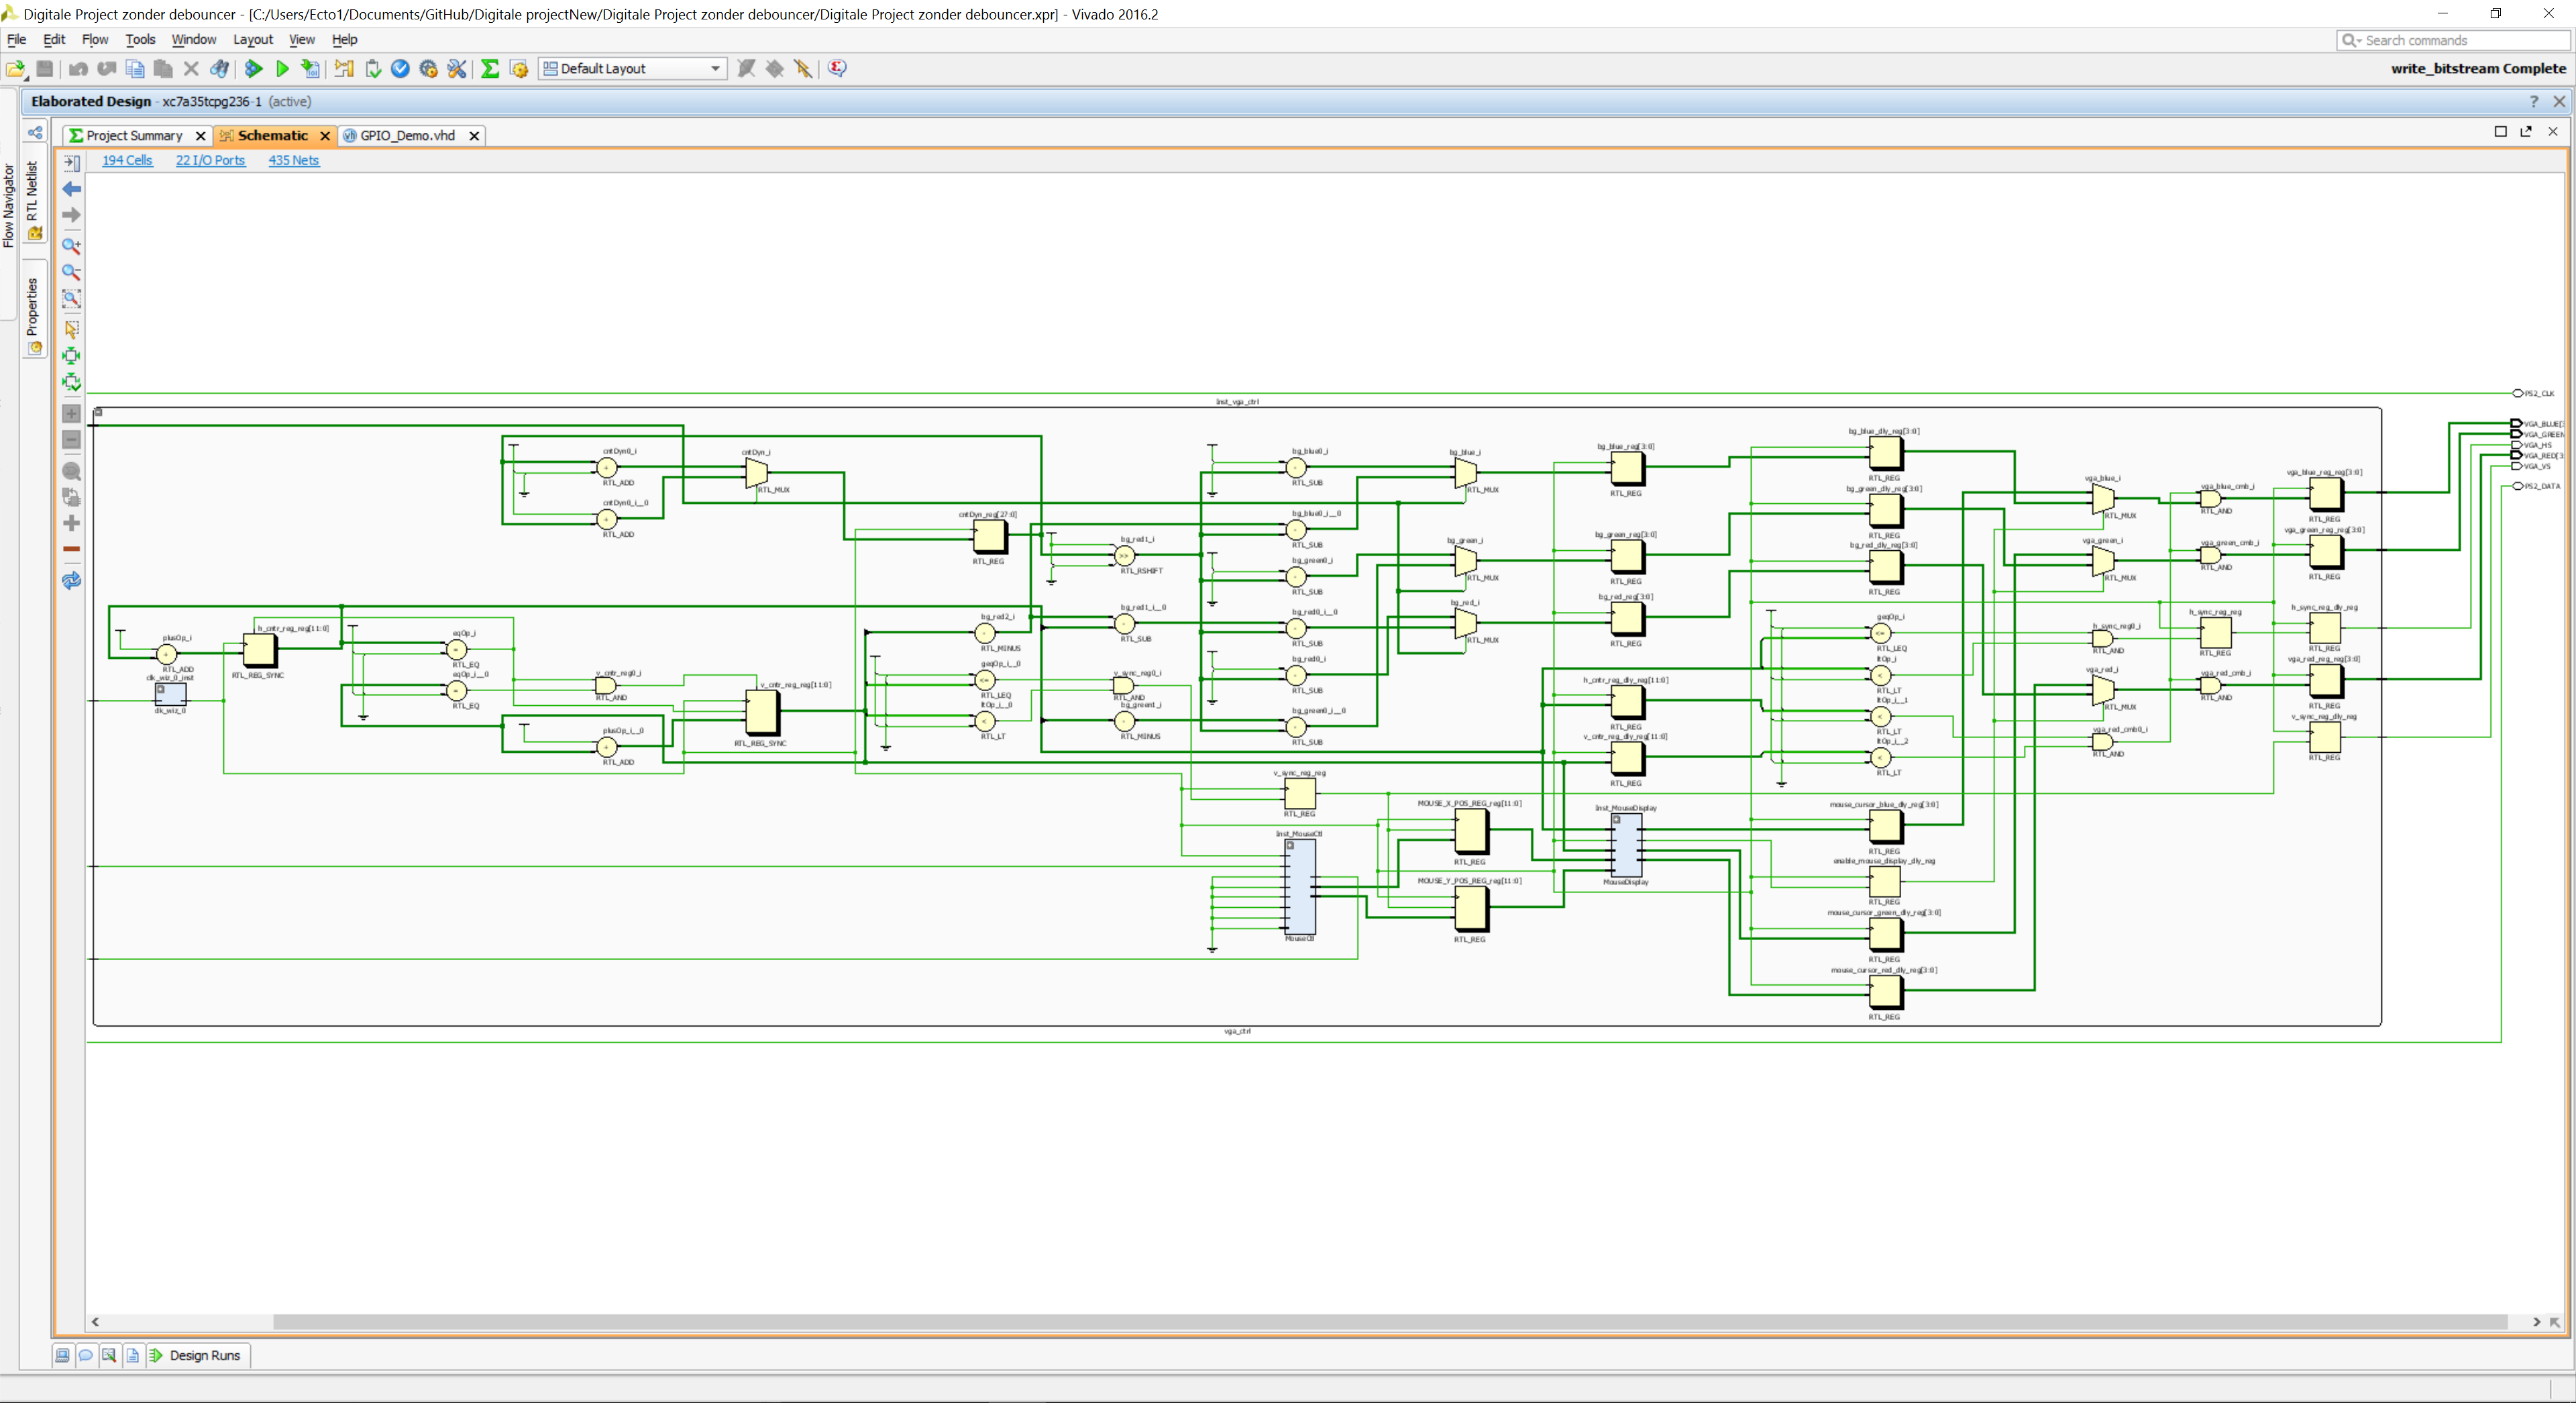 Digitale Project zonder debouncer - [C:/Users/Ecto1/Documents/GitHub/Digitale projectNew/Digitale Project zonder debouncer/Digitale Project zonder debouncer.xpr] - Vivado 2016.2
File Edit Flow Tools Window Layout View Help
Search commands
Default Layout
write_bitstream Complete
Elaborated Design - xc7a35tcpg236-1 (active)
Project Summary Schematic GPIO_Demo.vhd
194 Cells 22 I/O Ports 435 Nets
Flow Navigator
RTL Netlist
Properties
Inst_vga_ctrl
PS2_CLK
VGA_BLUE[3
VGA_GREEN
VGA_HS
VGA_RED[3
VGA_VS
PS2_DATA
cntDyn0_i
RTL_ADD
cntDyn0_i__0
RTL_ADD
cntDyn_i
RTL_MUX
cntDyn_reg[27:0]
RTL_REG
bg_red1_i
RTL_RSHIFT
bg_blue0_i
RTL_SUB
bg_blue0_i__0
RTL_SUB
bg_green0_i
RTL_SUB
bg_red0_i__0
RTL_SUB
bg_red0_i
RTL_SUB
bg_green0_i__0
RTL_SUB
bg_blue_i
RTL_MUX
bg_green_i
RTL_MUX
bg_red_i
RTL_MUX
bg_blue_reg[3:0]
RTL_REG
bg_green_reg[3:0]
RTL_REG
bg_red_reg[3:0]
RTL_REG
h_cntr_reg_dly_reg[11:0]
RTL_REG
v_cntr_reg_dly_reg[11:0]
RTL_REG
bg_blue_dly_reg[3:0]
RTL_REG
bg_green_dly_reg[3:0]
RTL_REG
bg_red_dly_reg[3:0]
RTL_REG
geqOp_i
RTL_LEQ
ltOp_i
RTL_LT
ltOp_i__1
RTL_LT
ltOp_i__2
RTL_LT
vga_blue_i
RTL_MUX
vga_green_i
RTL_MUX
h_sync_reg0_i
RTL_AND
vga_red_i
RTL_MUX
vga_red_cmb0_i
RTL_AND
vga_blue_cmb_i
RTL_AND
vga_green_cmb_i
RTL_AND
h_sync_reg_reg
RTL_REG
vga_red_cmb_i
RTL_AND
vga_blue_reg_reg[3:0]
RTL_REG
vga_green_reg_reg[3:0]
RTL_REG
h_sync_reg_dly_reg
RTL_REG
vga_red_reg_reg[3:0]
RTL_REG
v_sync_reg_dly_reg
RTL_REG
plusOp_i
RTL_ADD
clk_wiz_0_inst
clk_wiz_0
h_cntr_reg_reg[11:0]
RTL_REG_SYNC
eqOp_i
RTL_EQ
eqOp_i__0
RTL_EQ
v_cntr_reg0_i
RTL_AND
plusOp_i__0
RTL_ADD
v_cntr_reg_reg[11:0]
RTL_REG_SYNC
bg_red2_i
RTL_MINUS
geqOp_i__0
RTL_LEQ
ltOp_i__0
RTL_LT
bg_red1_i__0
RTL_SUB
v_sync_reg0_i
RTL_AND
bg_green1_i
RTL_MINUS
v_sync_reg_reg
RTL_REG
Inst_MouseCtl
MouseCtl
MOUSE_X_POS_REG_reg[11:0]
RTL_REG
MOUSE_Y_POS_REG_reg[11:0]
RTL_REG
Inst_MouseDisplay
MouseDisplay
mouse_cursor_blue_dly_reg[3:0]
RTL_REG
enable_mouse_display_dly_reg
RTL_REG
mouse_cursor_green_dly_reg[3:0]
RTL_REG
mouse_cursor_red_dly_reg[3:0]
RTL_REG
vga_ctrl
Design Runs